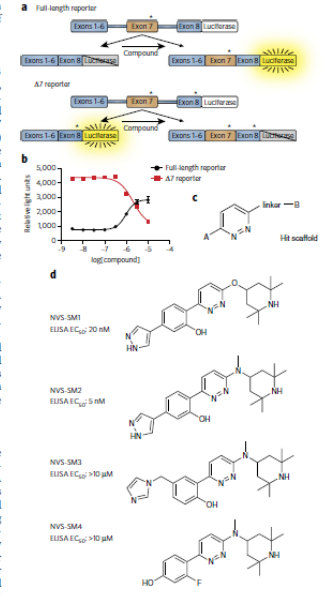 a Full-length reporter
Exons 1-6 Exon 7 Exon 8 Luciferase
Compound
Exons 1-6 Exon 8 Luciferase Exons 1-6 Exon 7 Exon 8 Luciferase
Δ7 reporter
Exons 1-6 Exon 7 Exon 8 Luciferase
Compound
Exons 1-6 Exon 8 Luciferase Exons 1-6 Exon 7 Exon 8 Luciferase
b
Relative light units
5,000
4,000
3,000
2,000
1,000
0
-9 -8 -7 -6 -5 -4
log[compound]
Full-length reporter
Δ7 reporter
c
linker B
A N N
Hit scaffold
d
NVS-SM1
ELISA EC50: 20 nM
O
N N
NH
OH
N
HN
NVS-SM2
ELISA EC50: 5 nM
N
N N
NH
OH
N
HN
NVS-SM3
ELISA EC50: >10 μM
N
N N
NH
N
N
OH
NVS-SM4
ELISA EC50: >10 μM
N
N N
NH
HO F